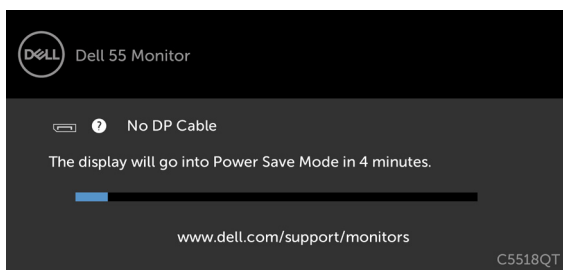 DELL
Dell 55 Monitor
? No DP Cable
The display will go into Power Save Mode in 4 minutes.
www.dell.com/support/monitors
C5518QT